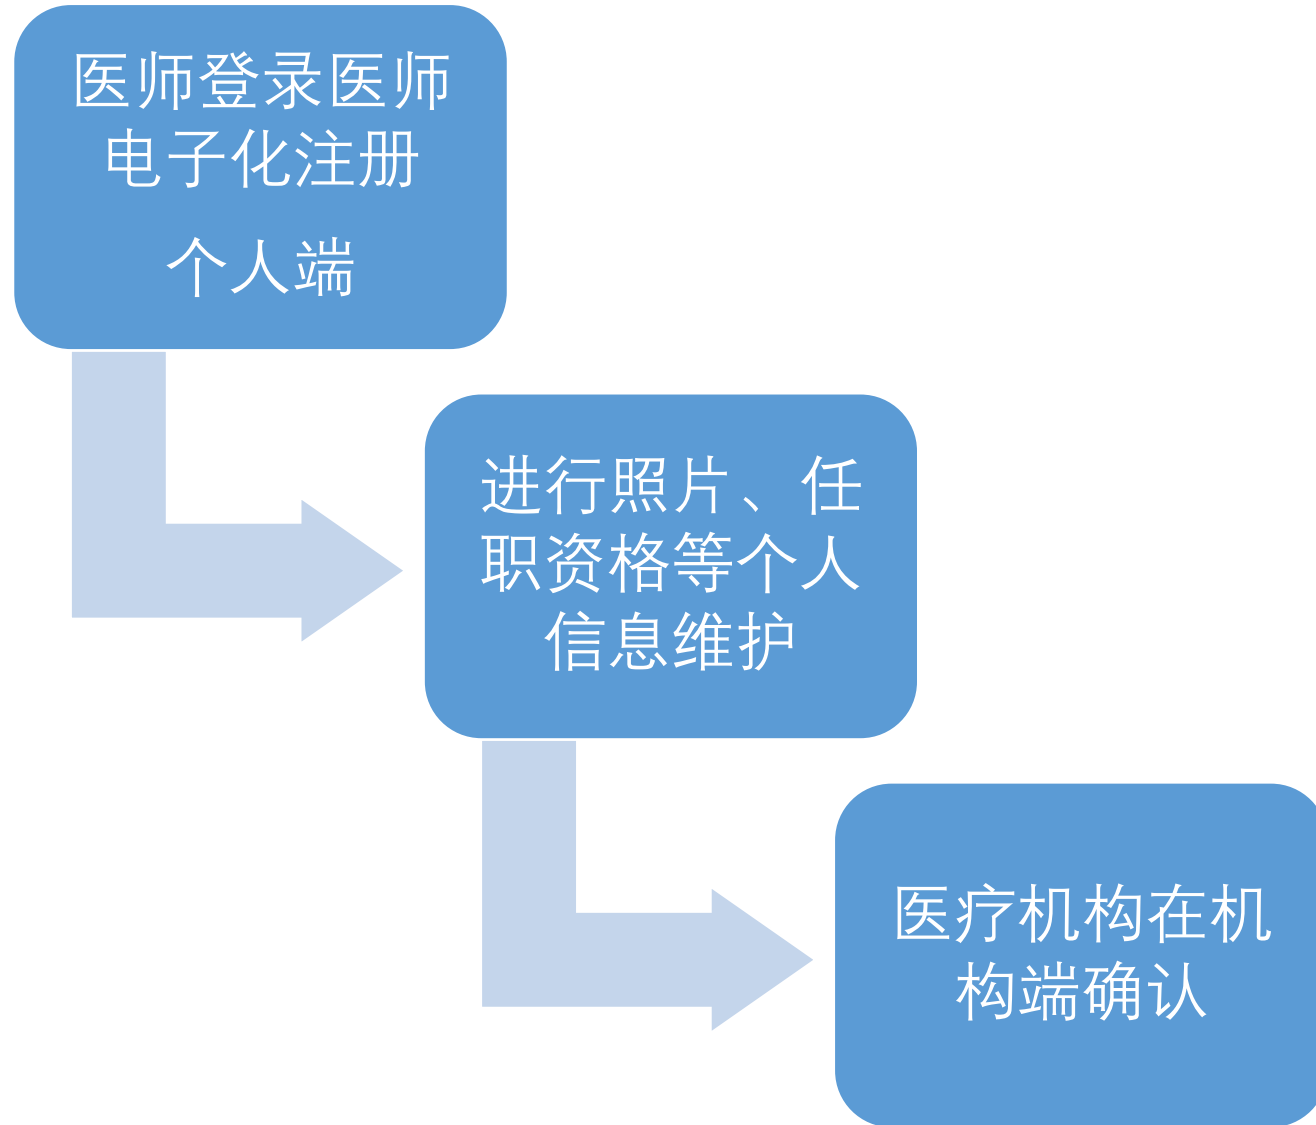 医师登录医师
电子化注册
个人端
进行照片、任
职资格等个人
信息维护
医疗机构在机
构端确认